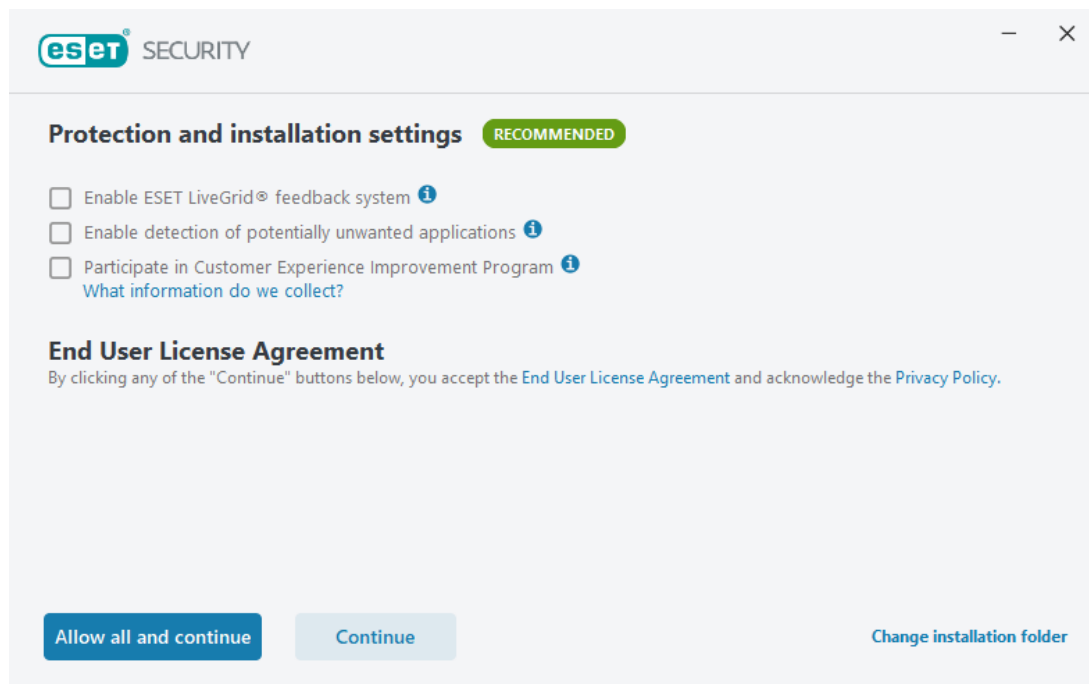 eseT® SECURITY
Protection and installation settings RECOMMENDED
Enable ESET LiveGrid® feedback system
Enable detection of potentially unwanted applications
Participate in Customer Experience Improvement Program
What information do we collect?
End User License Agreement
By clicking any of the "Continue" buttons below, you accept the End User License Agreement and acknowledge the Privacy Policy.
Allow all and continue Continue Change installation folder